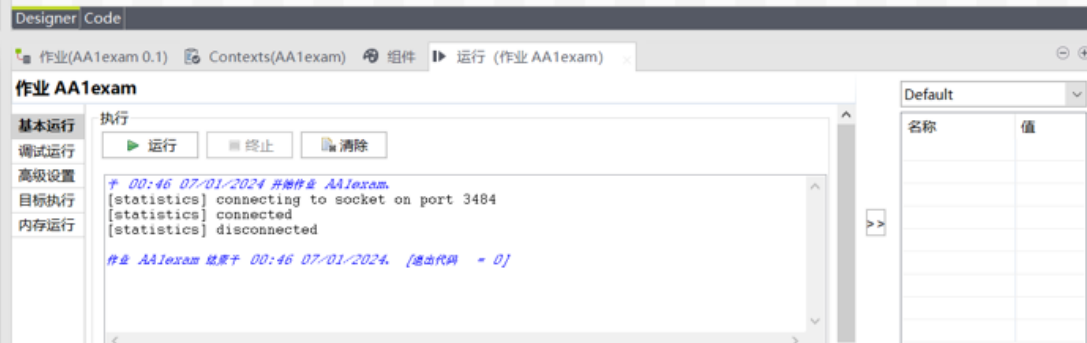 Designer Code
作业(AA1exam 0.1) Contexts(AA1exam) 组件 运行 (作业 AA1exam)
作业 AA1exam
Default
名称 值
基本运行
调试运行
高级设置
目标执行
内存运行
执行
运行 终止 清除
于 00:46 07/01/2024 开始作业 AA1exam.
[statistics] connecting to socket on port 3484
[statistics] connected
[statistics] disconnected
作业 AA1exam 结束于 00:46 07/01/2024. [退出代码 = 0]
>>